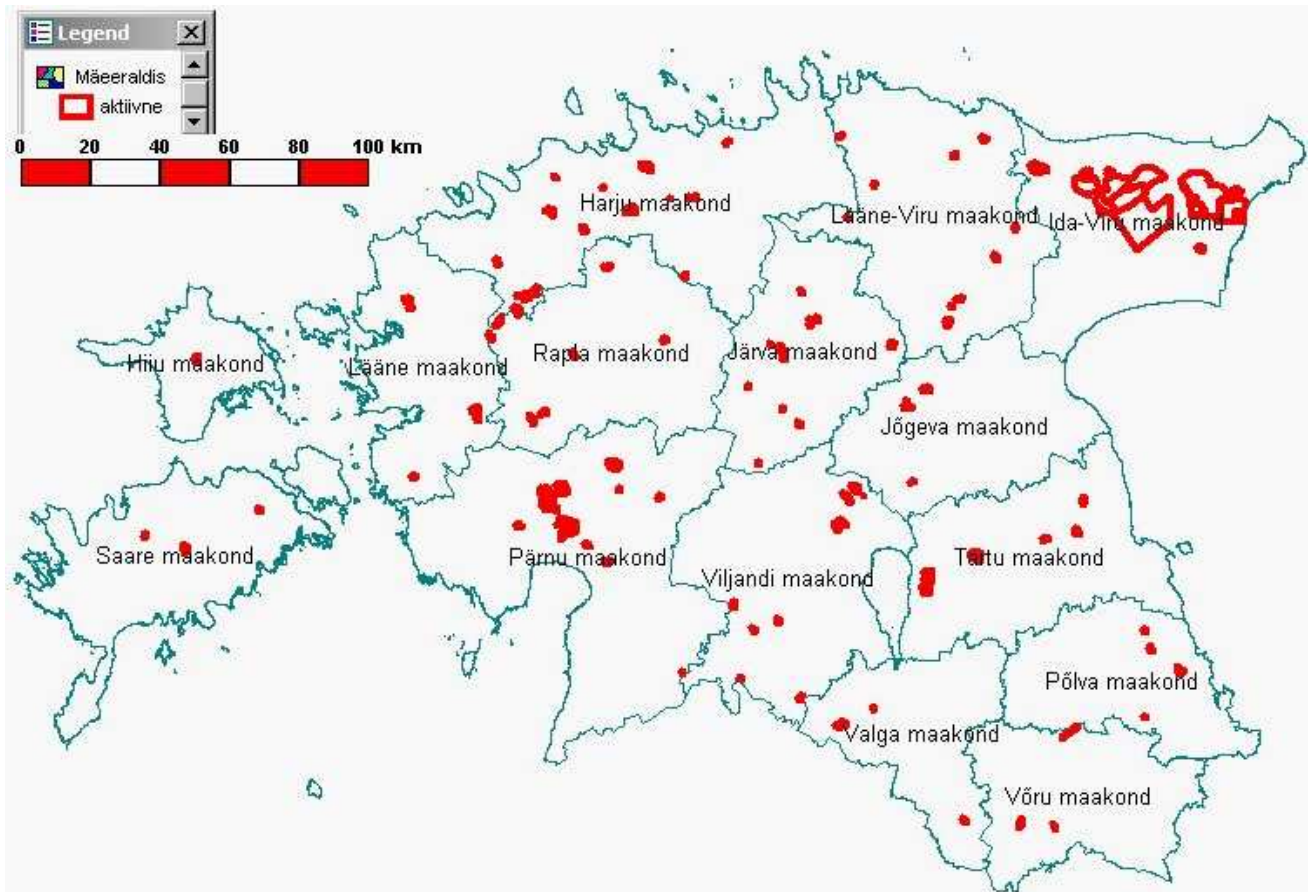 Legend
Mäeeraldis
aktiivne
0 20 40 60 80 100 km
Harju maakond
Lääne-Viru maakond
Ida-Viru maakond
Hiiu maakond
Lääne maakond
Rapla maakond
Järva maakond
Jõgeva maakond
Saare maakond
Pärnu maakond
Viljandi maakond
Tartu maakond
Põlva maakond
Valga maakond
Võru maakond